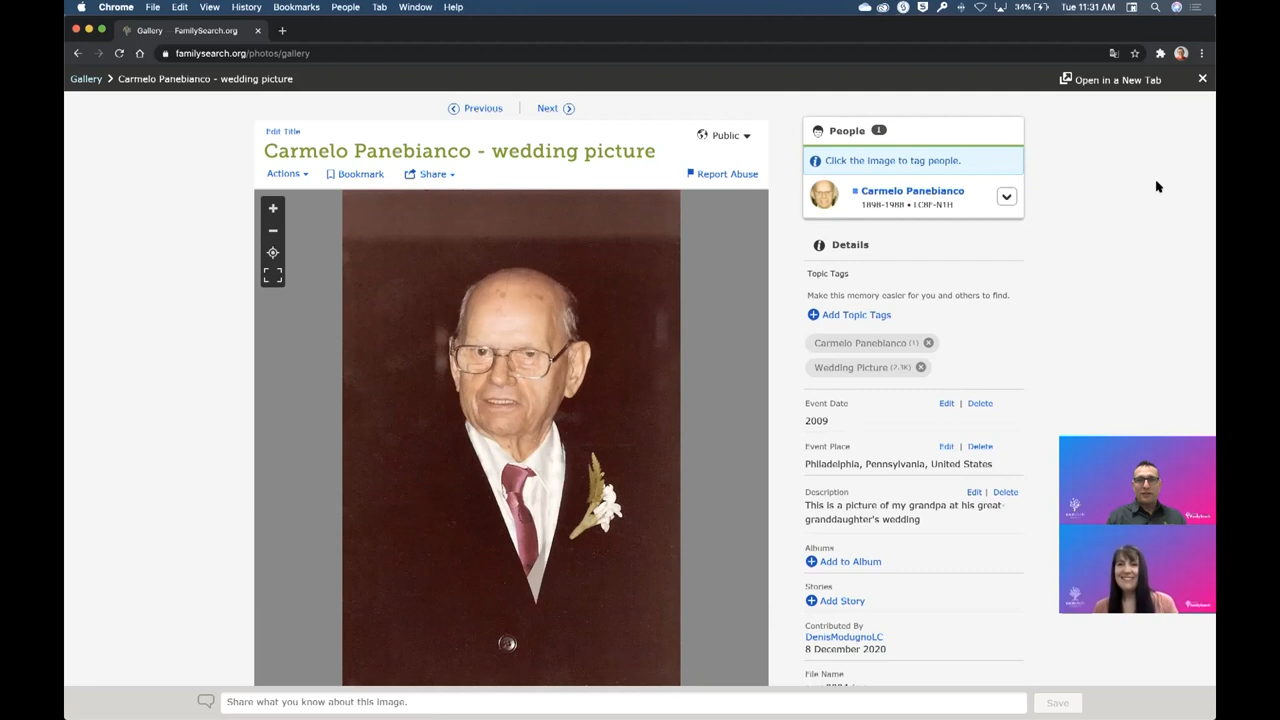 Chrome File Edit View History Bookmarks People Tab Window Help 34% Tue 11:31 AM
Gallery — FamilySearch.org
familysearch.org/photos/gallery
Gallery > Carmelo Panebianco - wedding picture Open in a New Tab
Previous Next
Edit Title
Public
Carmelo Panebianco - wedding picture
Actions Bookmark Share Report Abuse
People 1
Click the image to tag people.
Carmelo Panebianco
1898-1988 • LC8F-N1H
Details
Topic Tags
Make this memory easier for you and others to find.
Add Topic Tags
Carmelo Panebianco (1)
Wedding Picture (7.3K)
Event Date Edit | Delete
2009
Event Place Edit | Delete
Philadelphia, Pennsylvania, United States
Description Edit | Delete
This is a picture of my grandpa at his great-
granddaughter's wedding
Albums
Add to Album
Stories
Add Story
Contributed By
DenisModugnoLC
8 December 2020
File Name
Share what you know about this image.
Save